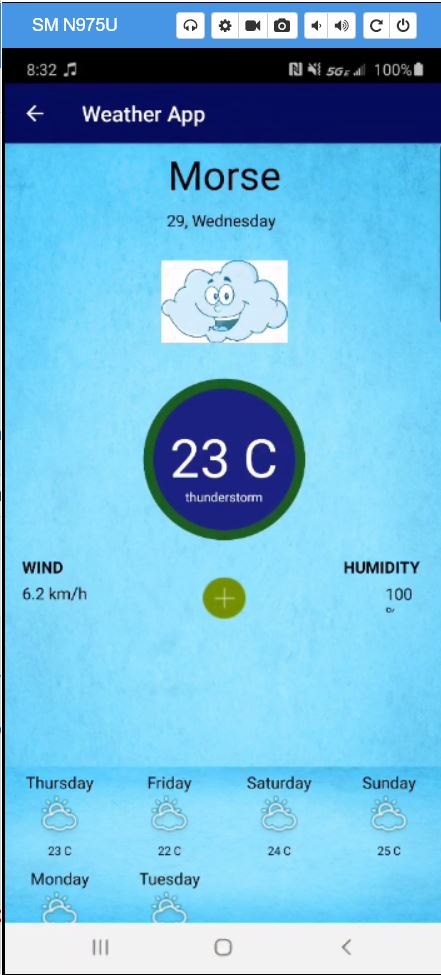 SM N975U
8:32 5GE 100%
Weather App
Morse
29, Wednesday
23 C
thunderstorm
WIND HUMIDITY
6.2 km/h 100
Thursday Friday Saturday Sunday
23 C 22 C 24 C 25 C
Monday Tuesday